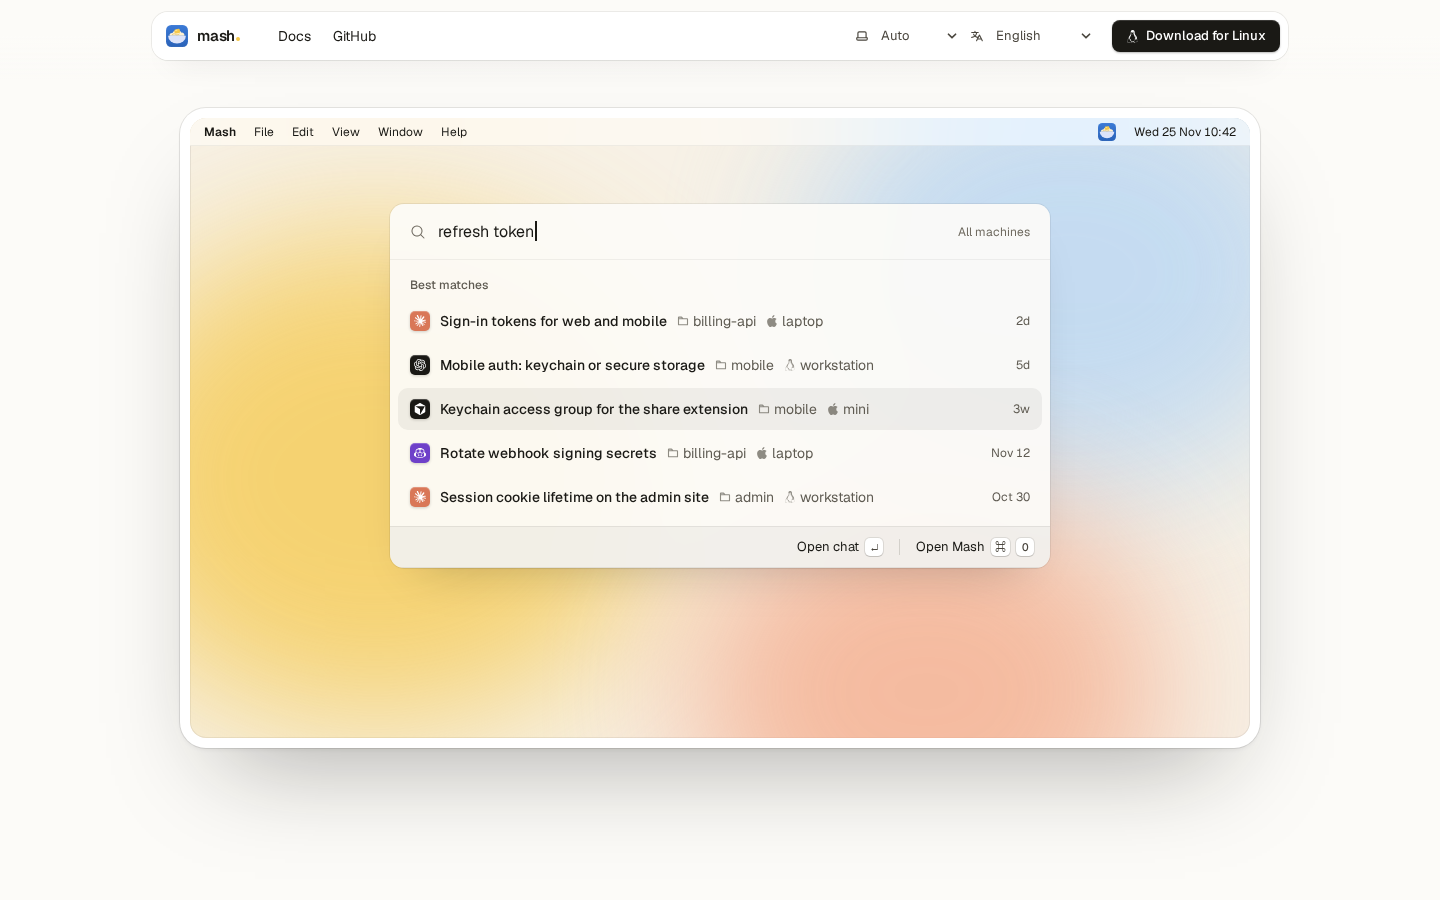 mash. Docs GitHub Auto English Download for Linux
Mash File Edit View Window Help Wed 25 Nov 10:42
refresh token All machines
Best matches
Sign-in tokens for web and mobile billing-api laptop 2d
Mobile auth: keychain or secure storage mobile workstation 5d
Keychain access group for the share extension mobile mini 3w
Rotate webhook signing secrets billing-api laptop Nov 12
Session cookie lifetime on the admin site admin workstation Oct 30
Open chat ↵ Open Mash ⌘ 0